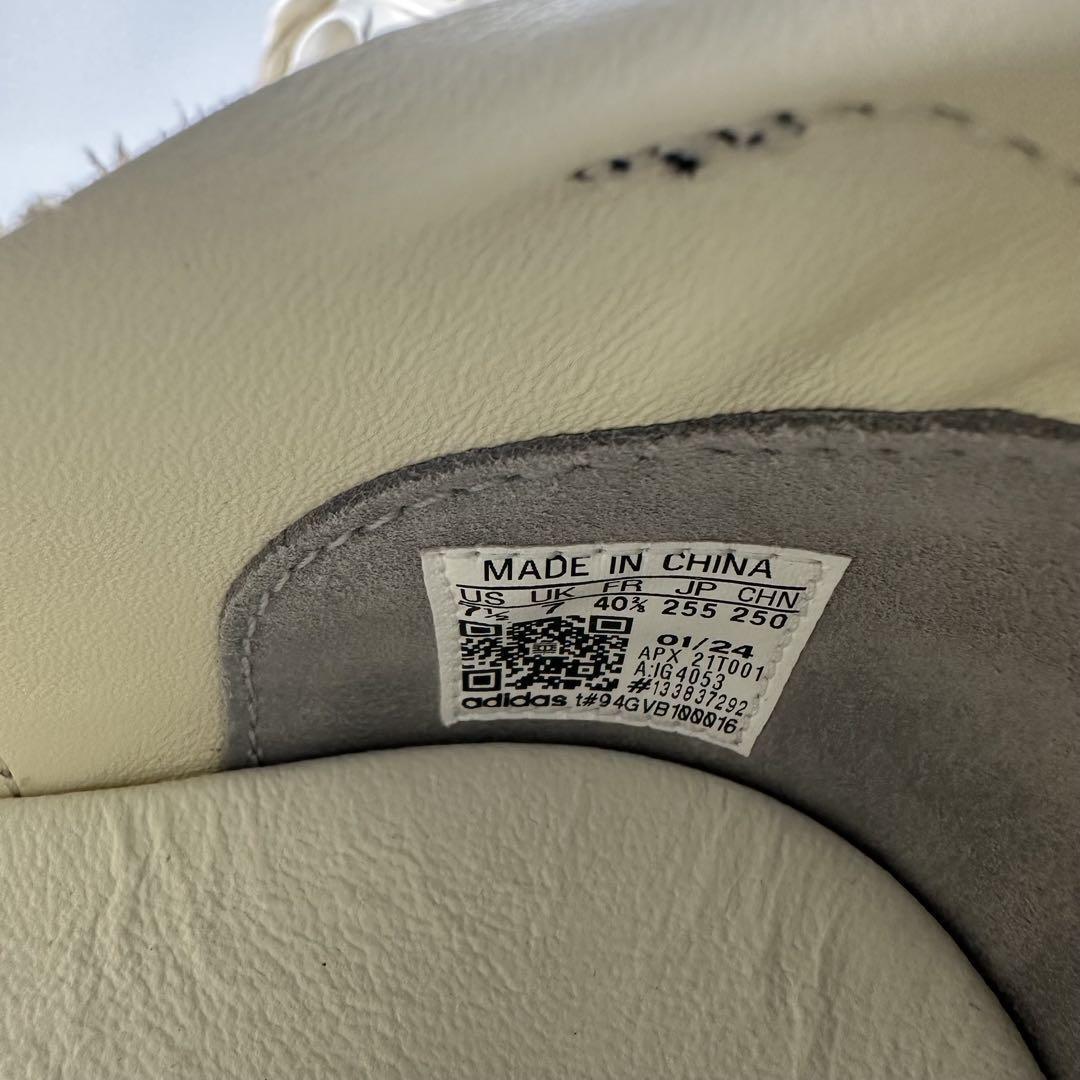 MADE IN CHINA
US UK FR JP CHN
7½ 7 40⅔ 255 250
01/24
APX 21T001
A:IG4053
#133837292
adidas t#94GVB100016